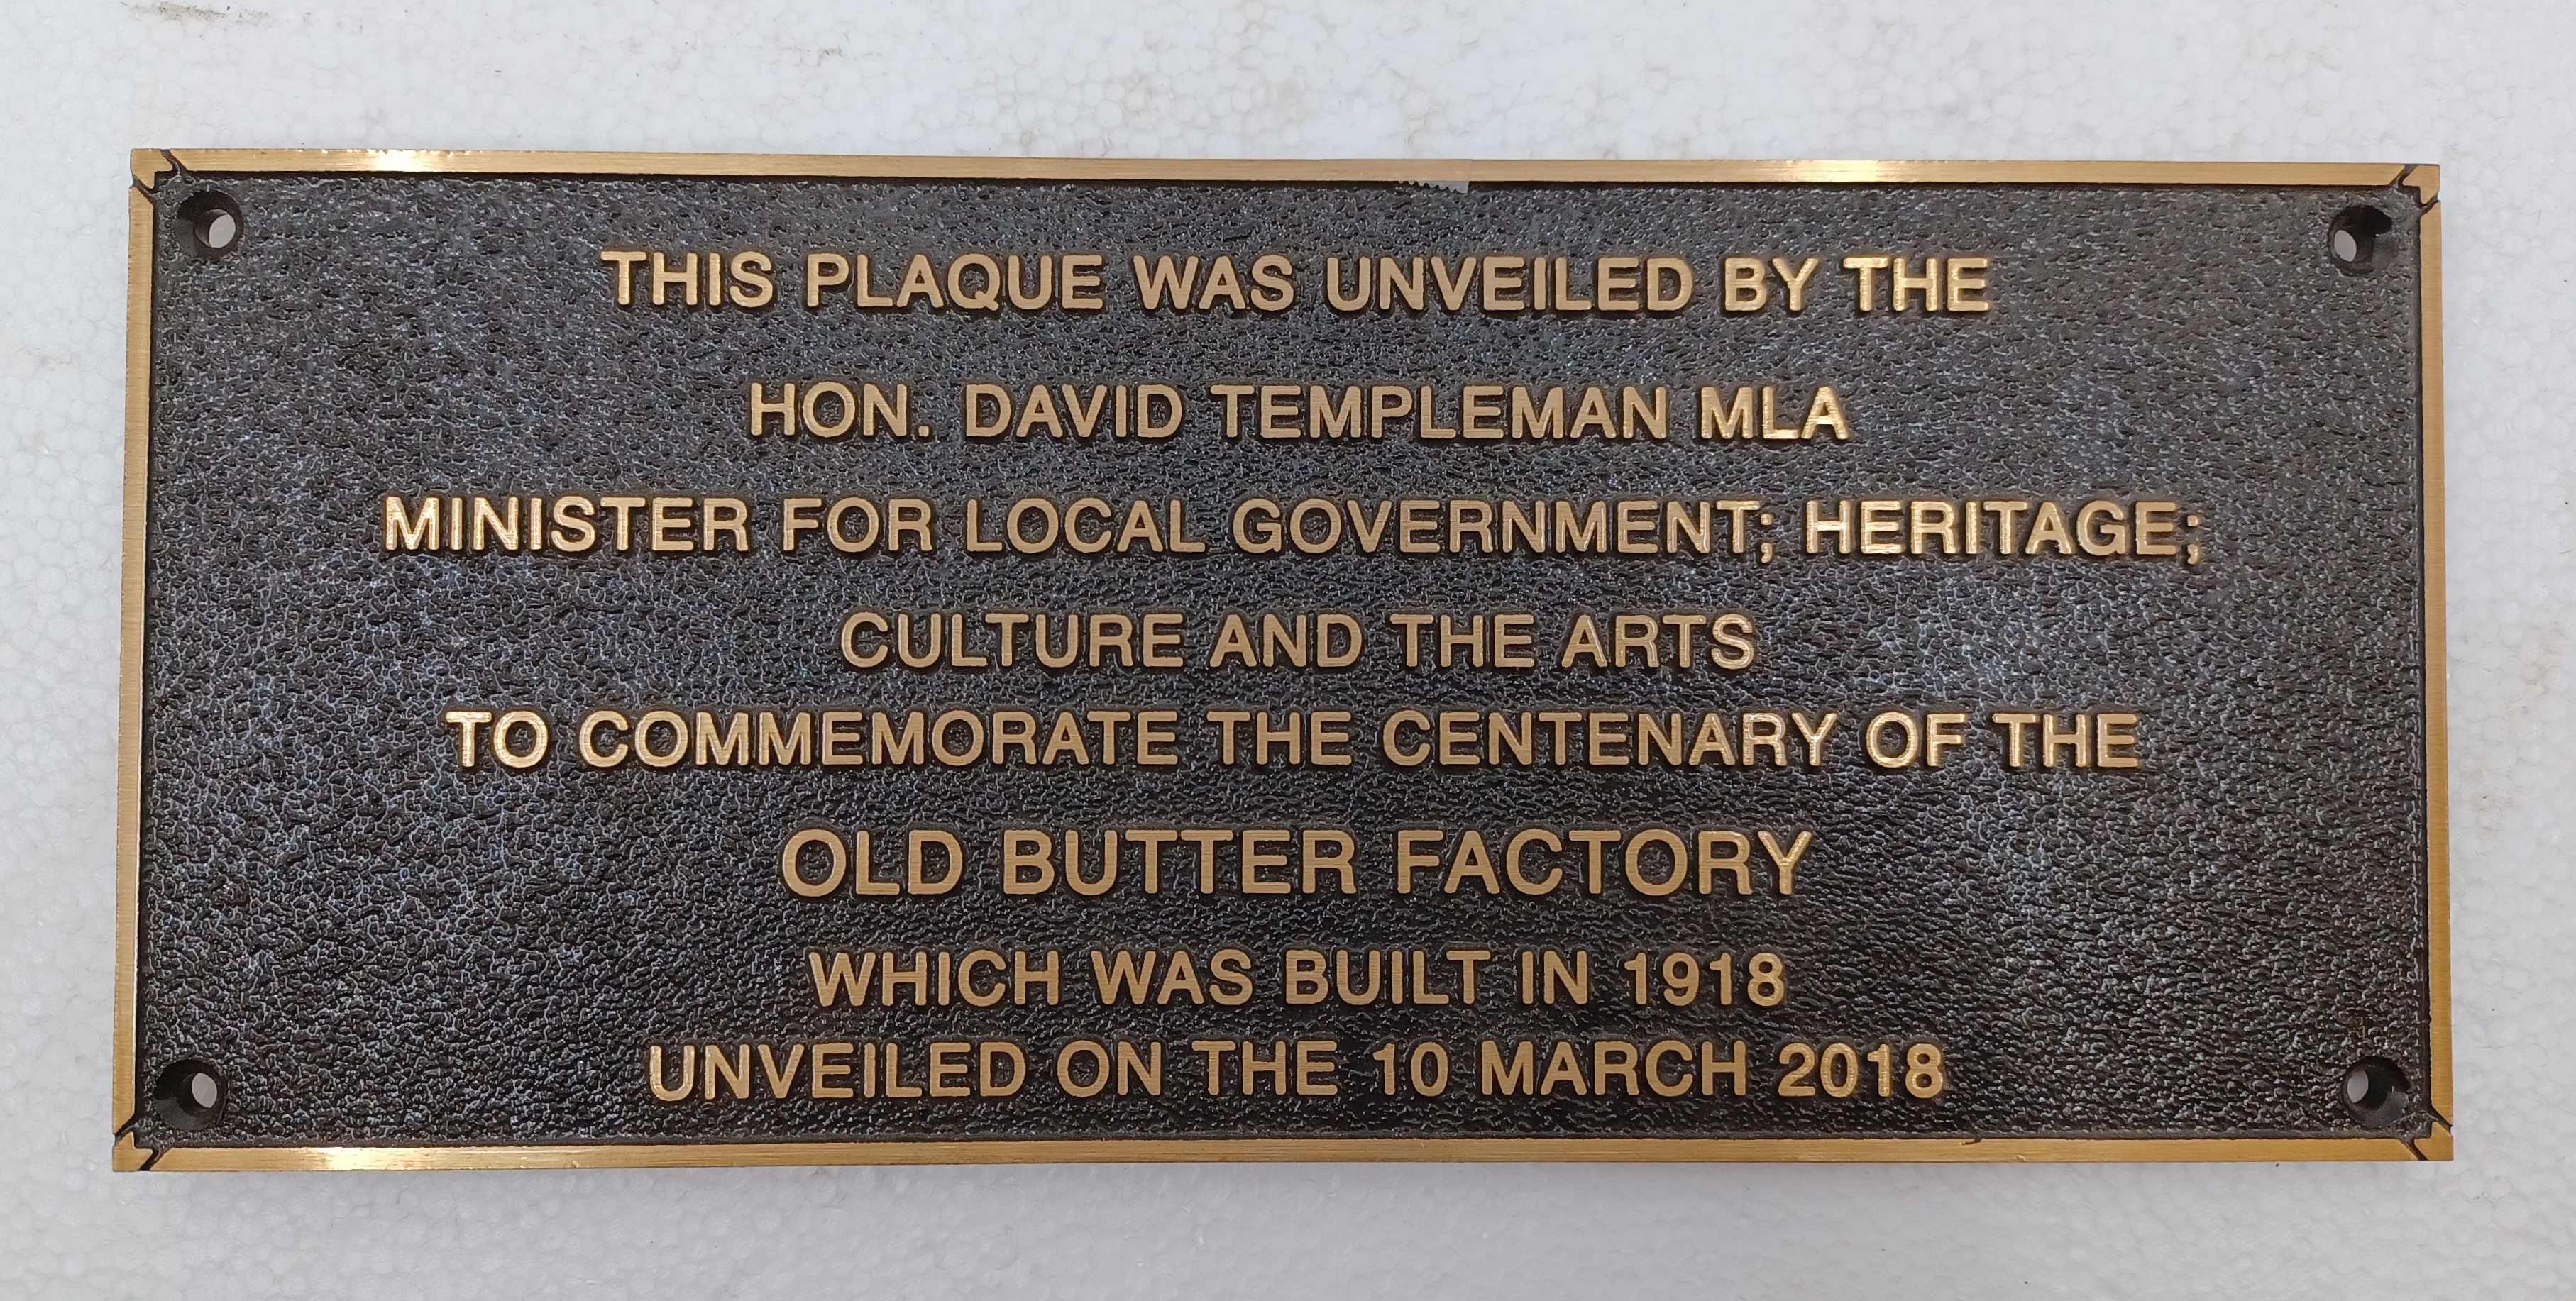 THIS PLAQUE WAS UNVEILED BY THE
HON. DAVID TEMPLEMAN MLA
MINISTER FOR LOCAL GOVERNMENT; HERITAGE;
CULTURE AND THE ARTS
TO COMMEMORATE THE CENTENARY OF THE
OLD BUTTER FACTORY
WHICH WAS BUILT IN 1918
UNVEILED ON THE 10 MARCH 2018